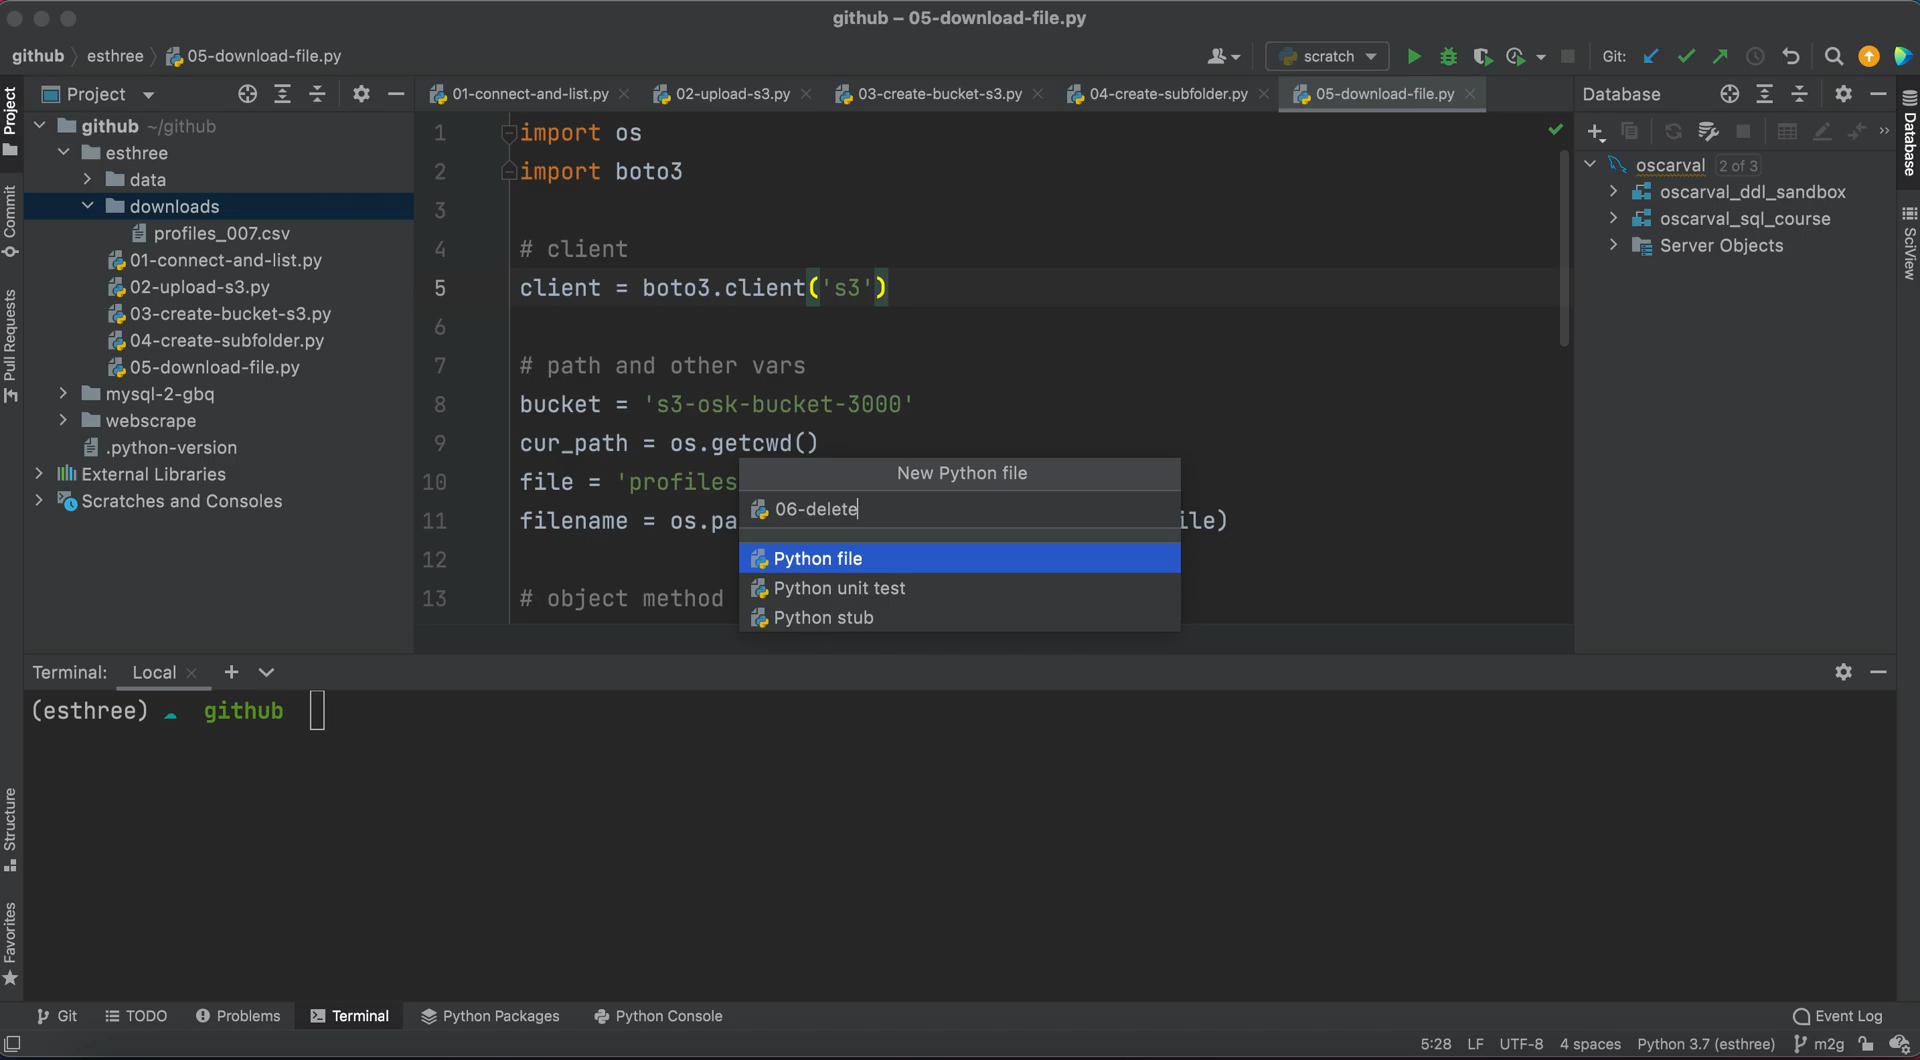 github – 05-download-file.py
github esthree 05-download-file.py
scratch Git:
Project
01-connect-and-list.py 02-upload-s3.py 03-create-bucket-s3.py 04-create-subfolder.py 05-download-file.py
Database
github ~/github
esthree
data
downloads
profiles_007.csv
01-connect-and-list.py
02-upload-s3.py
03-create-bucket-s3.py
04-create-subfolder.py
05-download-file.py
mysql-2-gbq
webscrape
.python-version
External Libraries
Scratches and Consoles
1 import os
2 import boto3
3
4 # client
5 client = boto3.client('s3')
6
7 # path and other vars
8 bucket = 's3-osk-bucket-3000'
9 cur_path = os.getcwd()
10 file = 'profiles
11 filename = os.pa ile)
12
13 # object method
New Python file
06-delete
Python file
Python unit test
Python stub
oscarval 2 of 3
oscarval_ddl_sandbox
oscarval_sql_course
Server Objects
Project
Commit
Pull Requests
Structure
Favorites
Database
SciView
Terminal: Local
(esthree) github
Git TODO Problems Terminal Python Packages Python Console Event Log
5:28 LF UTF-8 4 spaces Python 3.7 (esthree) m2g